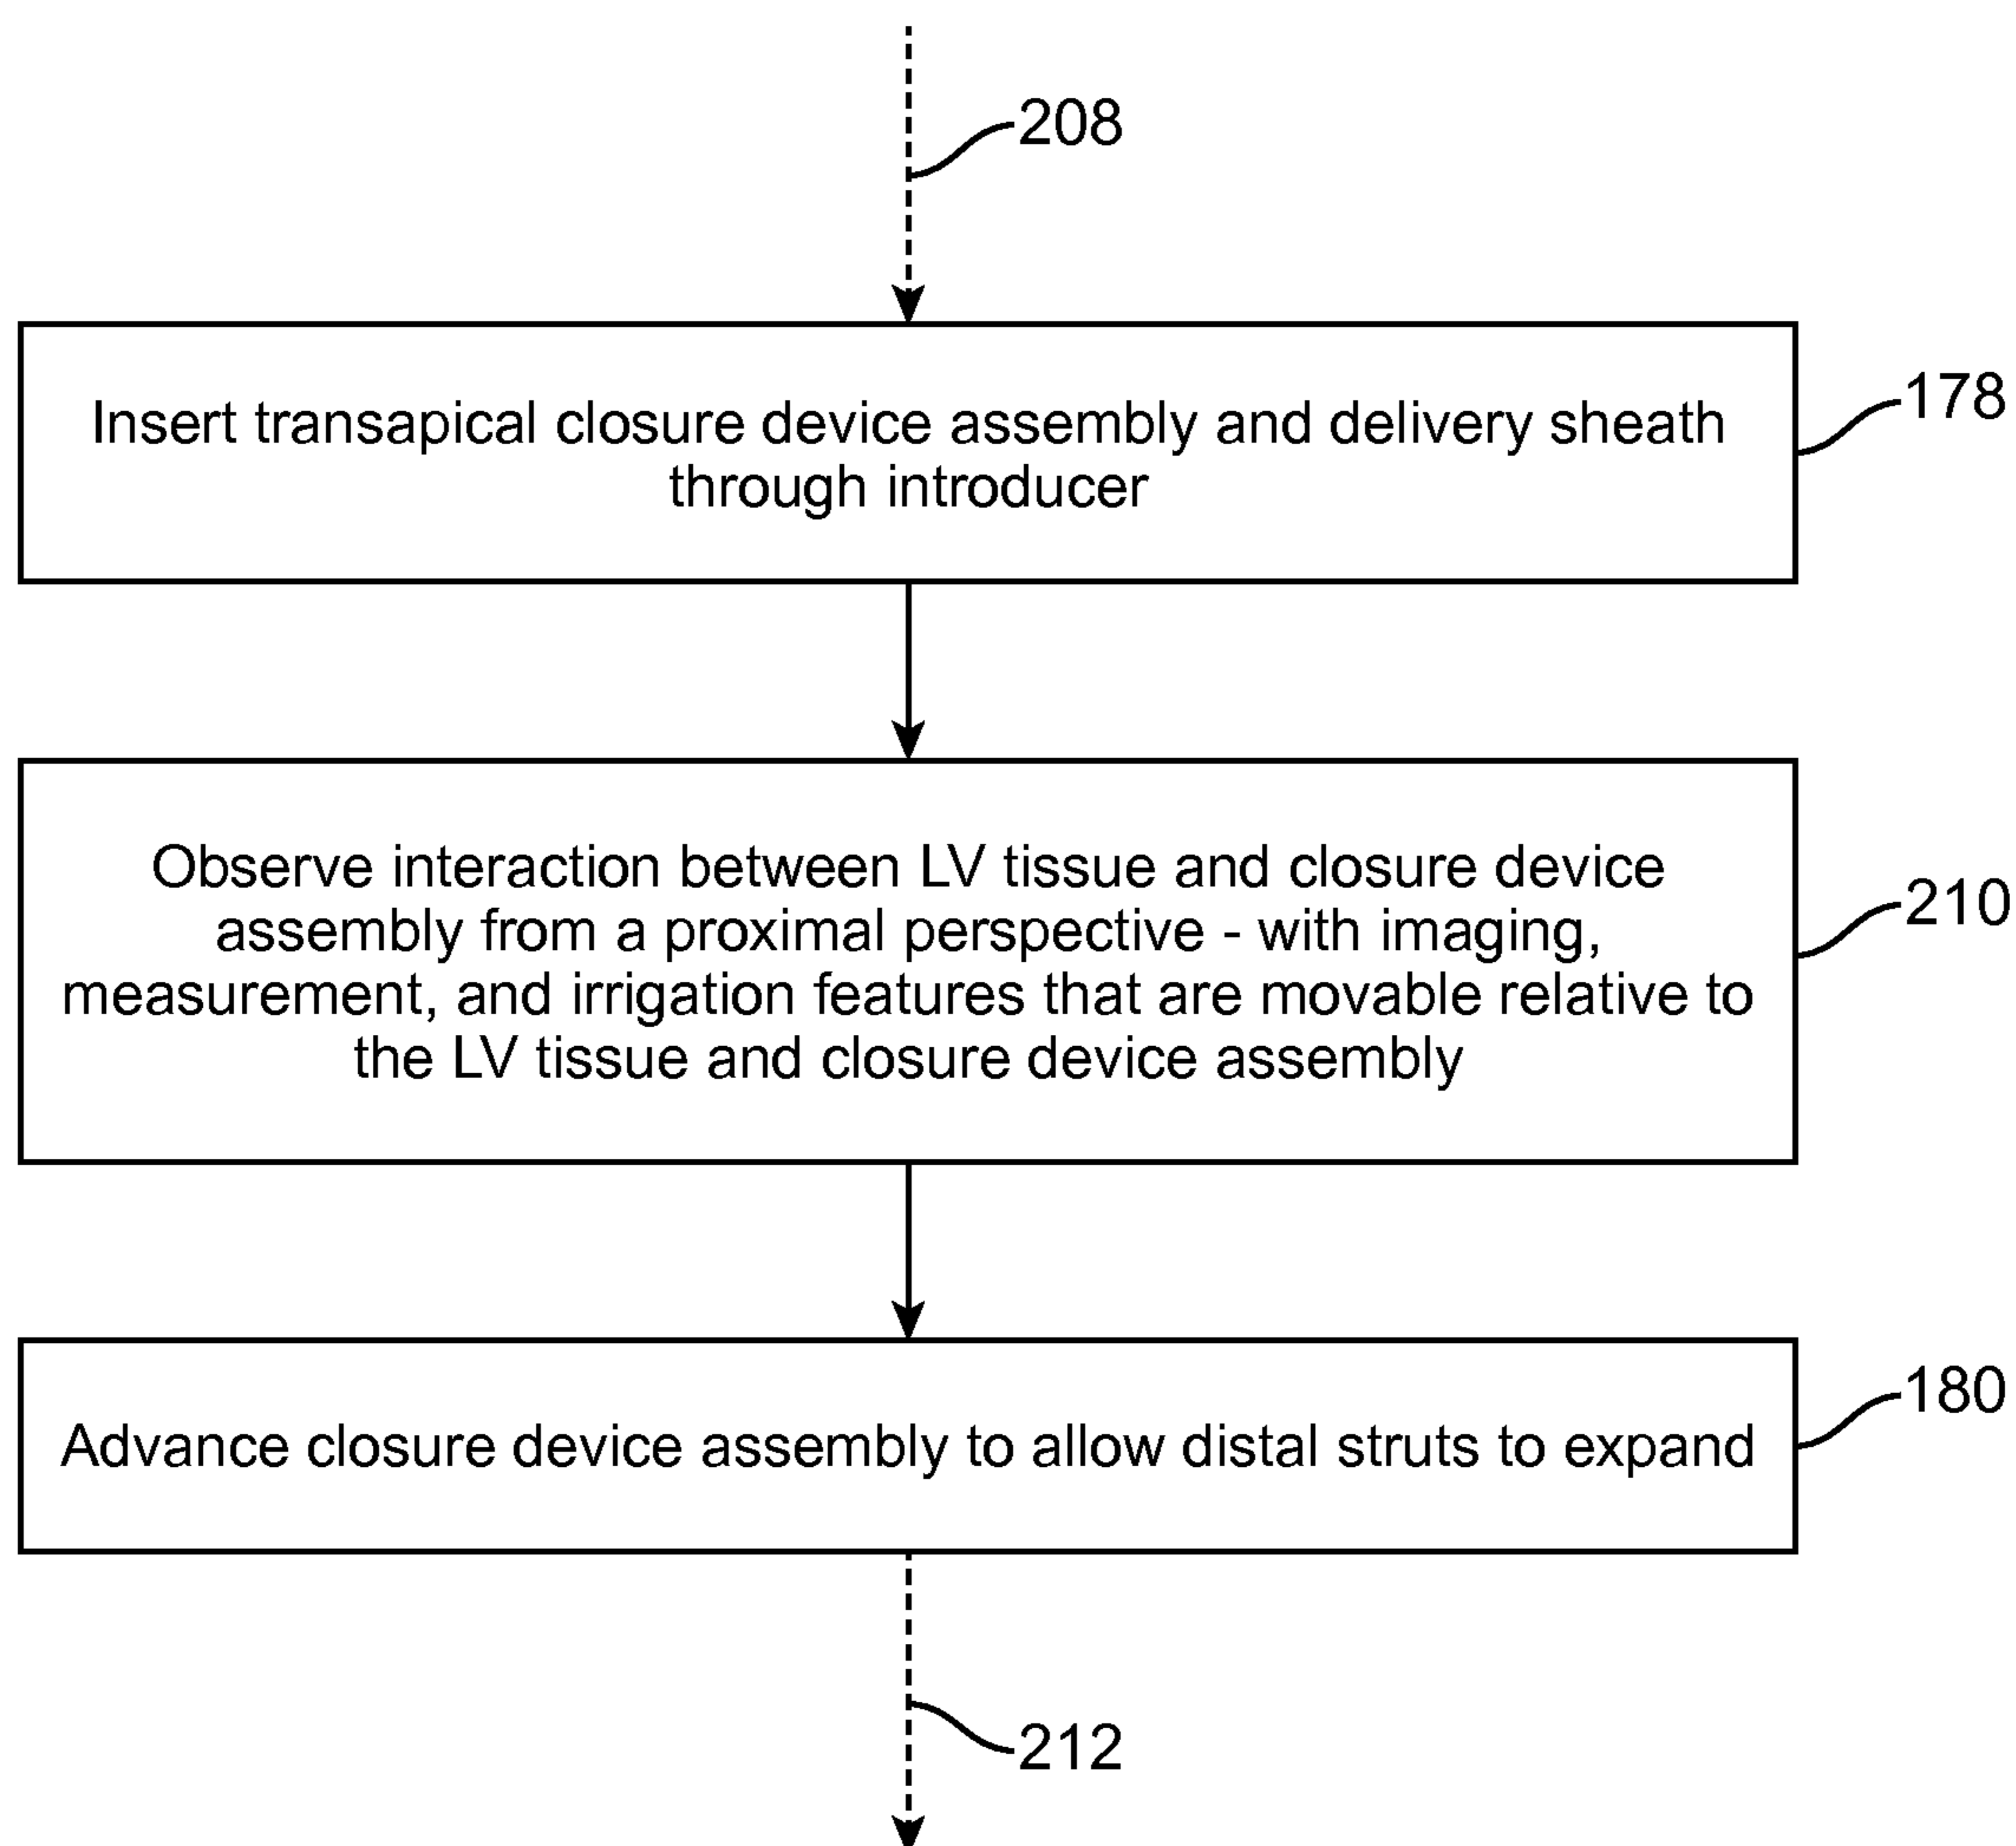 208
Insert transapical closure device assembly and delivery sheath
through introducer
178
Observe interaction between LV tissue and closure device
assembly from a proximal perspective - with imaging,
measurement, and irrigation features that are movable relative to
the LV tissue and closure device assembly
210
Advance closure device assembly to allow distal struts to expand
180
212